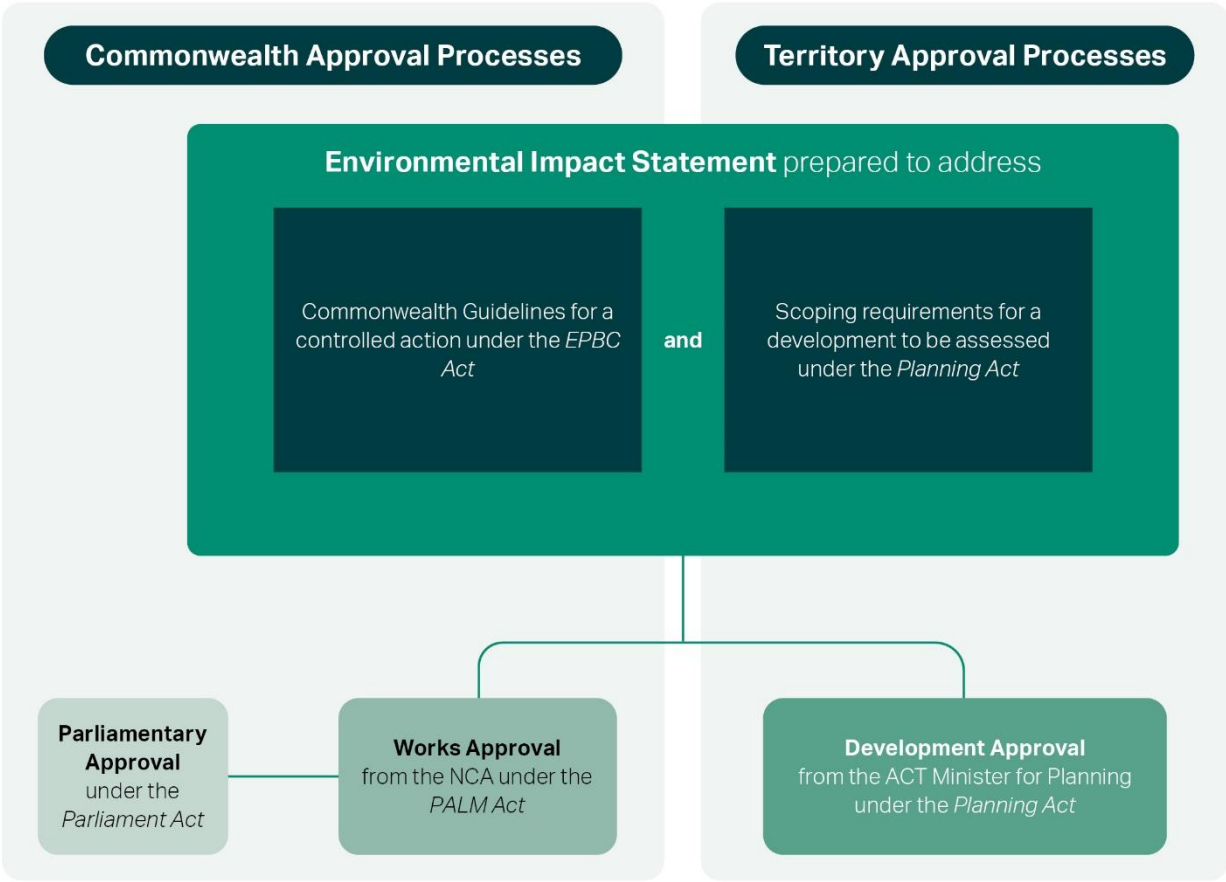 Commonwealth Approval Processes
Territory Approval Processes
Environmental Impact Statement prepared to address
Commonwealth Guidelines for a
controlled action under the EPBC
Act
and
Scoping requirements for a
development to be assessed
under the Planning Act
Parliamentary
Approval
under the
Parliament Act
Works Approval
from the NCA under the
PALM Act
Development Approval
from the ACT Minister for Planning
under the Planning Act